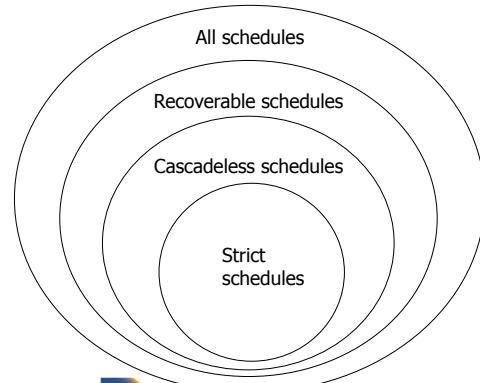 All schedules
Recoverable schedules
Cascadeless schedules
Strict
schedules